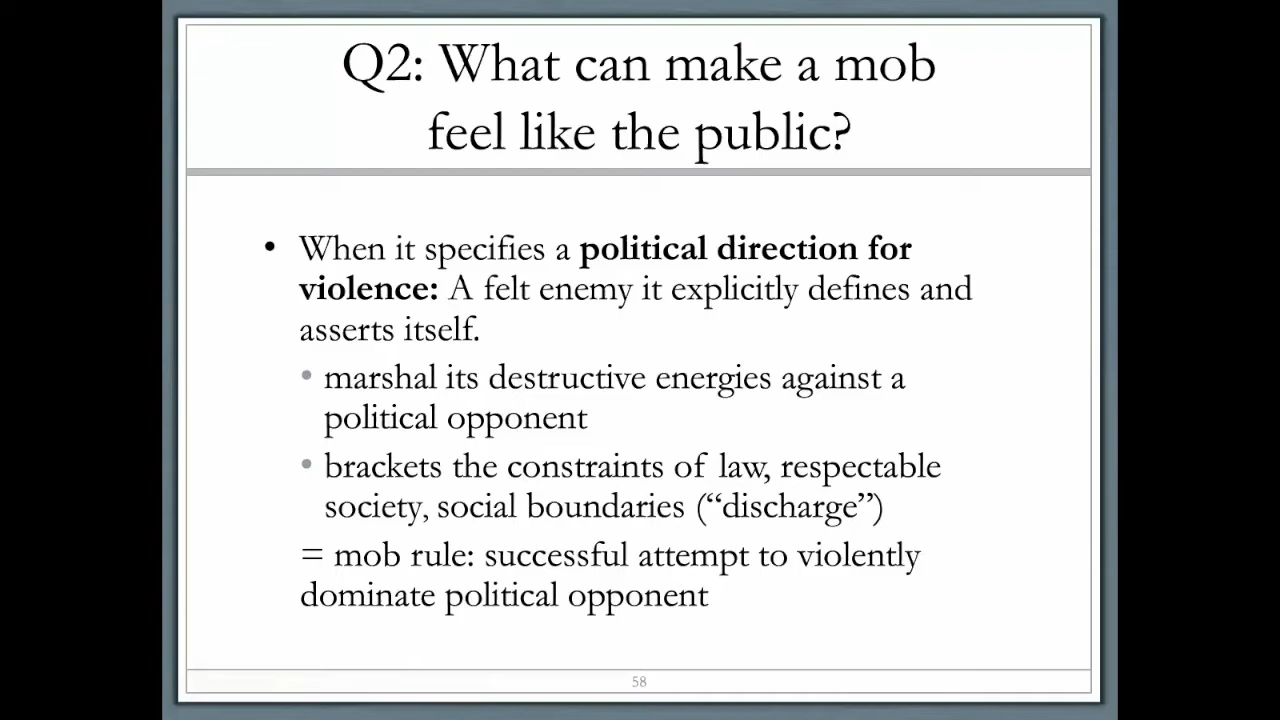 Q2: What can make a mob
feel like the public?
• When it specifies a political direction for
violence: A felt enemy it explicitly defines and
asserts itself.
• marshal its destructive energies against a
political opponent
• brackets the constraints of law, respectable
society, social boundaries (“discharge”)
= mob rule: successful attempt to violently
dominate political opponent
58